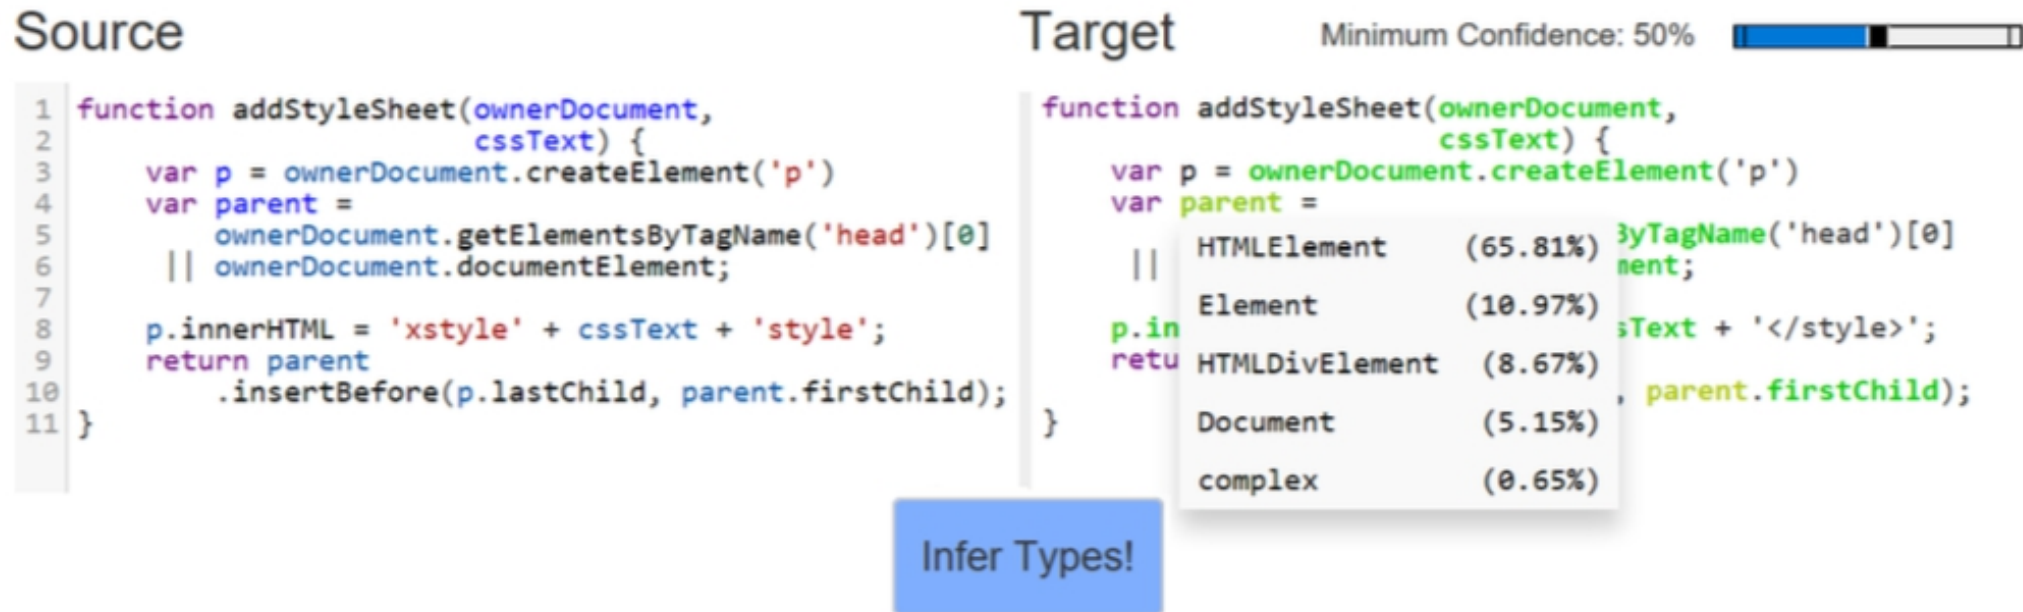 Source
1 function addStyleSheet(ownerDocument,
2 cssText) {
3 var p = ownerDocument.createElement('p')
4 var parent =
5 ownerDocument.getElementsByTagName('head')[0]
6 || ownerDocument.documentElement;
7
8 p.innerHTML = 'xstyle' + cssText + 'style';
9 return parent
10 .insertBefore(p.lastChild, parent.firstChild);
11 }
Target
Minimum Confidence: 50%
function addStyleSheet(ownerDocument,
cssText) {
var p = ownerDocument.createElement('p')
var parent =
ByTagName('head')[0]
|| ment;
p.in sText + '</style>';
retu
, parent.firstChild);
}
HTMLElement (65.81%)
Element (10.97%)
HTMLDivElement (8.67%)
Document (5.15%)
complex (0.65%)
Infer Types!